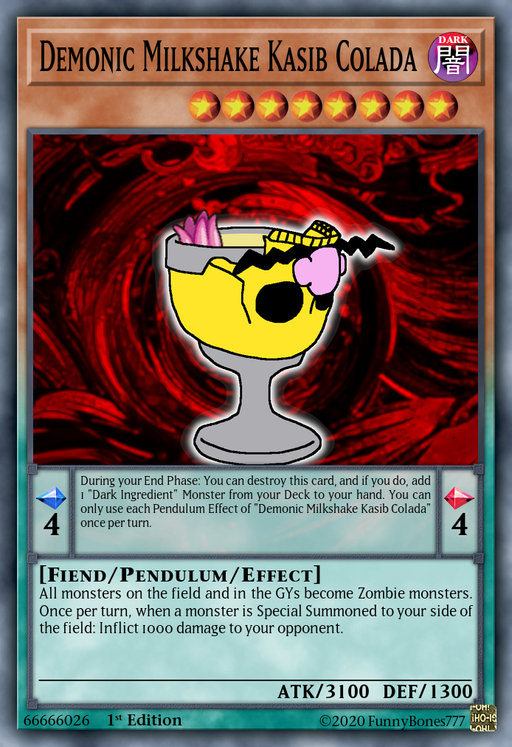 Demonic Milkshake Kasib Colada
DARK
闇
During your End Phase: You can destroy this card, and if you do, add
1 "Dark Ingredient" Monster from your Deck to your hand. You can
only use each Pendulum Effect of "Demonic Milkshake Kasib Colada"
once per turn.
4
4
[Fiend/Pendulum/Effect]
All monsters on the field and in the GYs become Zombie monsters.
Once per turn, when a monster is Special Summoned to your side of
the field: Inflict 1000 damage to your opponent.
ATK/3100 DEF/1300
66666026 1st Edition ©2020 FunnyBones777